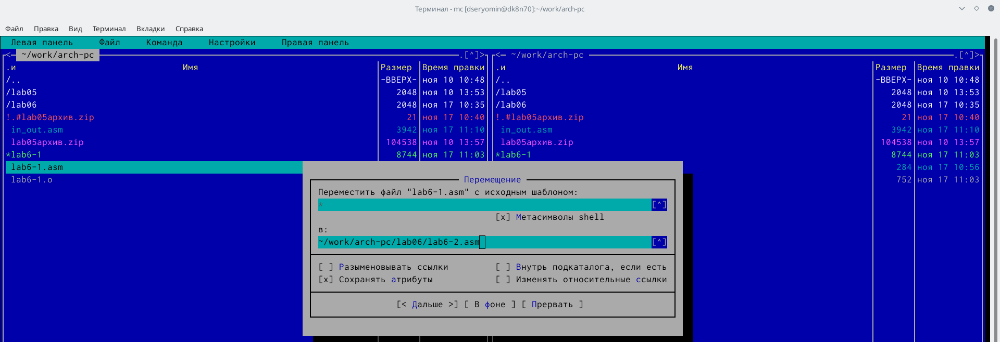 Терминал - mc [dseryomin@dk8n70]:~/work/arch-pc
Файл Правка Вид Терминал Вкладки Справка
Левая панель Файл Команда Настройки Правая панель
<─ ~/work/arch-pc .[^]> <─ ~/work/arch-pc .[^]>
.и Имя Размер Время правки .и Имя Размер Время правки
/.. -ВВЕРХ- ноя 10 10:48 /.. -ВВЕРХ- ноя 10 10:48
/lab05 2048 ноя 10 13:53 /lab05 2048 ноя 10 13:53
/lab06 2048 ноя 17 10:35 /lab06 2048 ноя 17 10:35
!.#lab05архив.zip 21 ноя 17 10:40 !.#lab05архив.zip 21 ноя 17 10:40
in_out.asm 3942 ноя 17 11:10 in_out.asm 3942 ноя 17 11:10
lab05архив.zip 104538 ноя 10 13:57 lab05архив.zip 104538 ноя 10 13:57
*lab6-1 8744 ноя 17 11:03 *lab6-1 8744 ноя 17 11:03
lab6-1.asm 284 ноя 17 10:56
lab6-1.o 752 ноя 17 11:03
Перемещение
Переместить файл "lab6-1.asm" с исходным шаблоном:
* [^]
[x] Метасимволы shell
в:
~/work/arch-pc/lab06/lab6-2.asm [^]
[ ] Разыменовывать ссылки [ ] Внутрь подкаталога, если есть
[x] Сохранять атрибуты [ ] Изменять относительные ссылки
[< Дальше >] [ В фоне ] [ Прервать ]